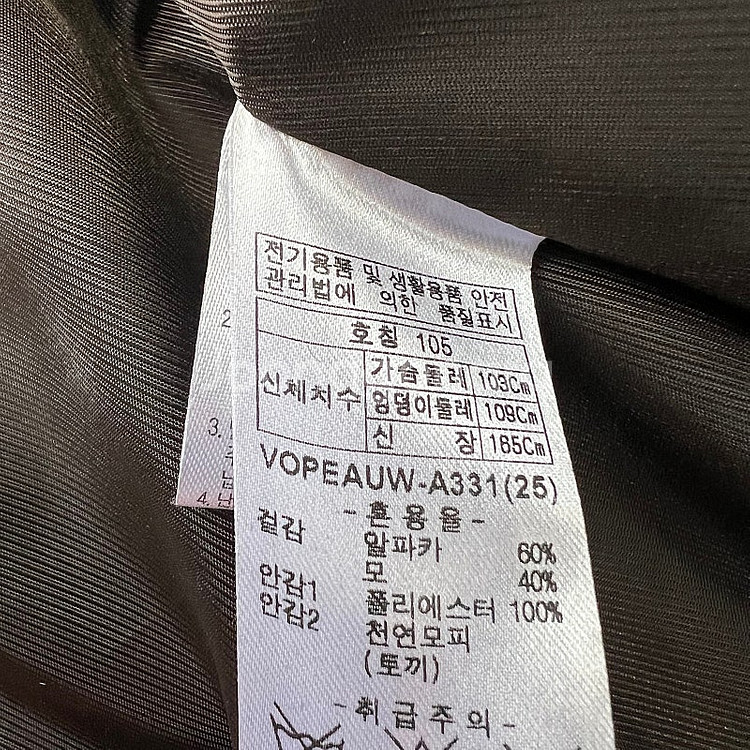 전기용품 및 생활용품 안전
관리법에 의한 품질표시
호칭 105
신체치수
가슴둘레 103Cm
엉덩이둘레 109Cm
신 장 165Cm
VOPEAUW-A331(25)
-혼용율-
겉감 알파카 60%
모 40%
안감1 폴리에스터 100%
안감2 천연모피
(토끼)
-취급주의-
2
3.
4. 남